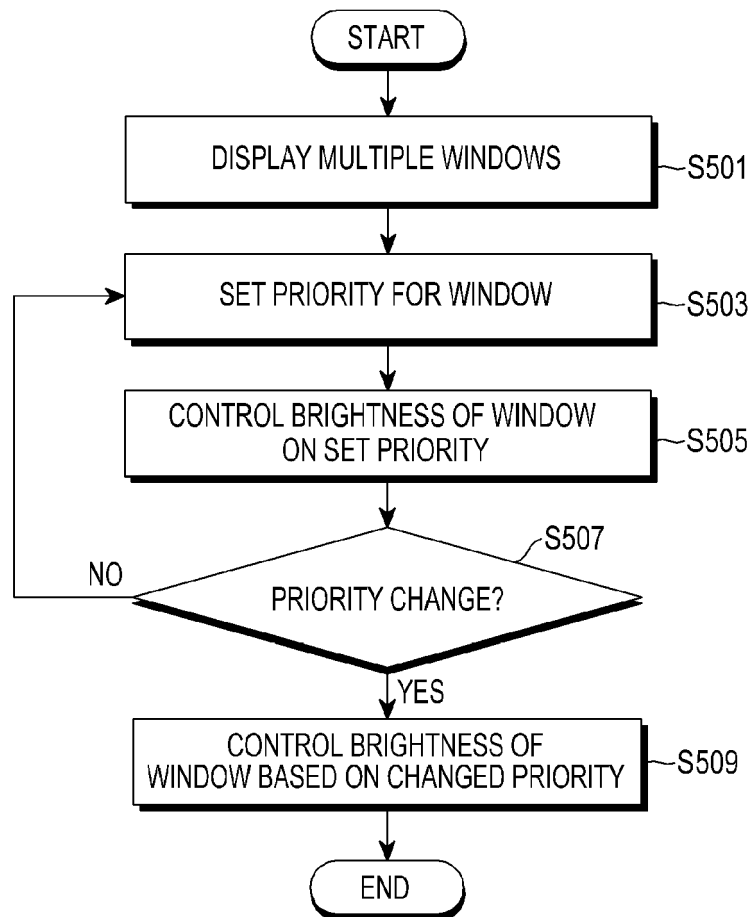 START
DISPLAY MULTIPLE WINDOWS
S501
SET PRIORITY FOR WINDOW
S503
CONTROL BRIGHTNESS OF WINDOW
ON SET PRIORITY
S505
S507
NO
PRIORITY CHANGE?
YES
CONTROL BRIGHTNESS OF
WINDOW BASED ON CHANGED PRIORITY
S509
END